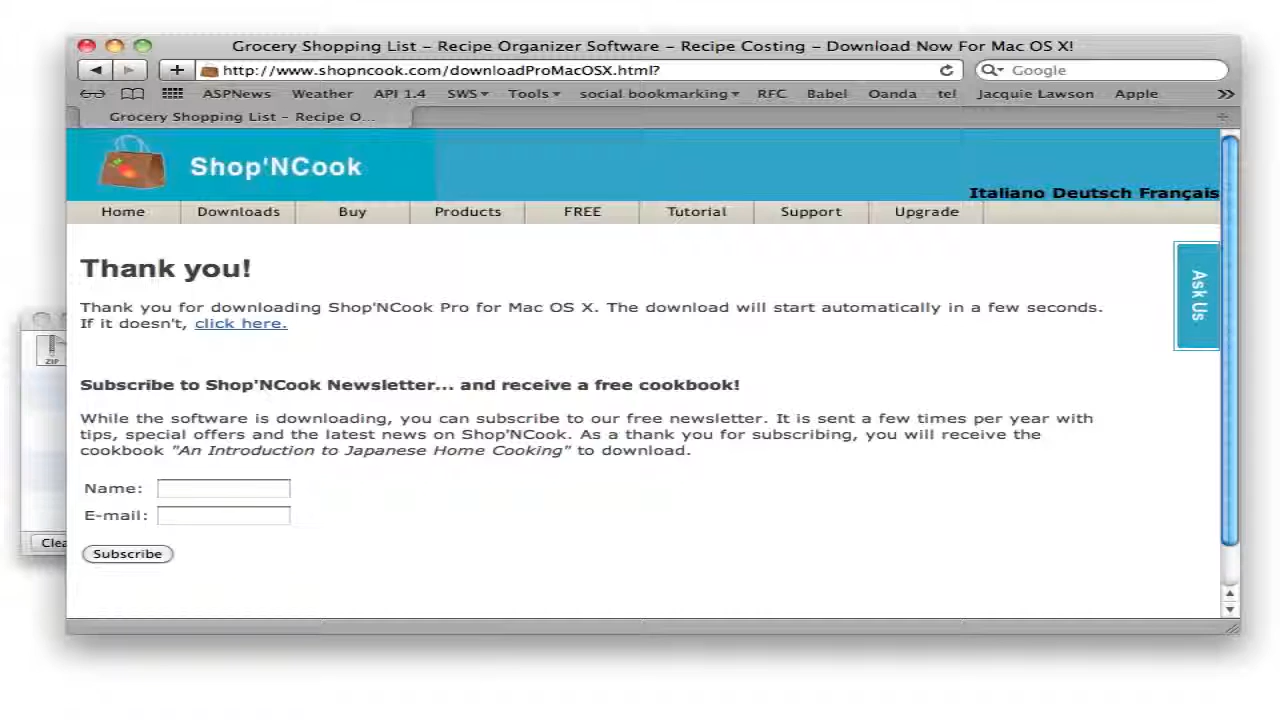 Grocery Shopping List – Recipe Organizer Software – Recipe Costing – Download Now For Mac OS X!
http://www.shopncook.com/downloadProMacOSX.html?
Google
ASPNews Weather API 1.4 SWS Tools social bookmarking RFC Babel Oanda tel Jacquie Lawson Apple
Grocery Shopping List – Recipe O...
Shop'NCook
Italiano Deutsch Français
Home Downloads Buy Products FREE Tutorial Support Upgrade
Thank you!
Ask Us
Thank you for downloading Shop'NCook Pro for Mac OS X. The download will start automatically in a few seconds.
If it doesn't, click here.
ZIP
Subscribe to Shop'NCook Newsletter... and receive a free cookbook!
While the software is downloading, you can subscribe to our free newsletter. It is sent a few times per year with
tips, special offers and the latest news on Shop'NCook. As a thank you for subscribing, you will receive the
cookbook "An Introduction to Japanese Home Cooking" to download.
Name:
E-mail:
Clea
Subscribe